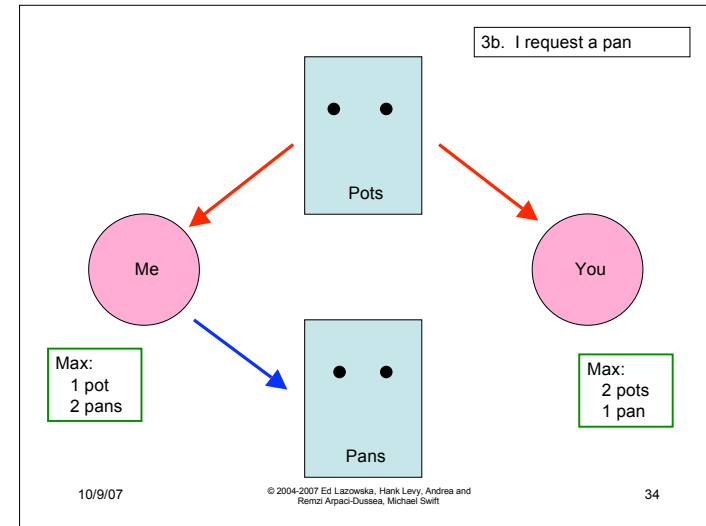 3b. I request a pan
Pots
Me
You
Max:
1 pot
2 pans
Max:
2 pots
1 pan
Pans
10/9/07
© 2004-2007 Ed Lazowska, Hank Levy, Andrea and
Remzi Arpaci-Dussea, Michael Swift
34